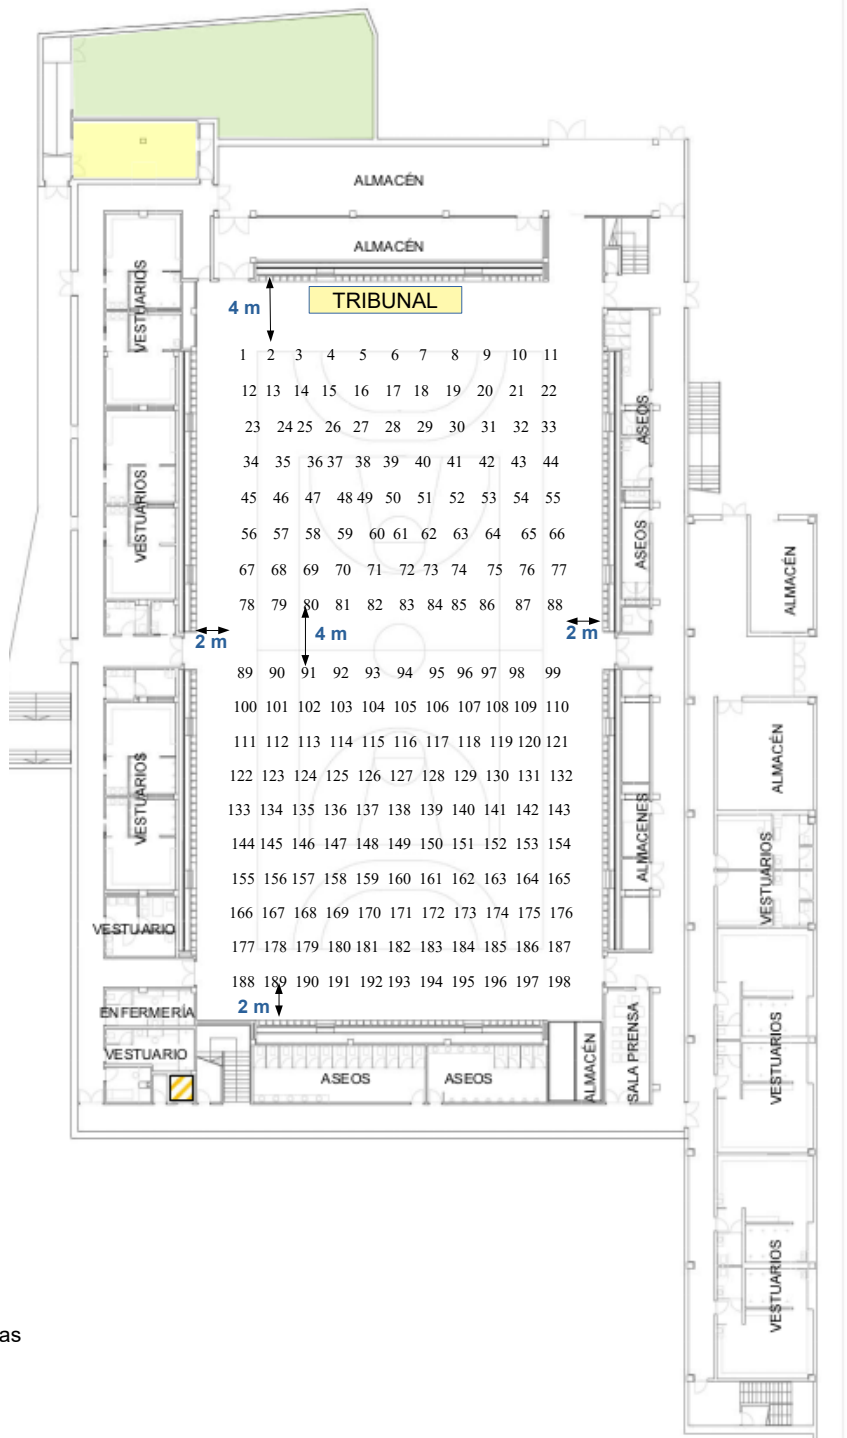 ALMACÉN
ALMACÉN
TRIBUNAL
4 m
1 2 3 4 5 6 7 8 9 10 11
12 13 14 15 16 17 18 19 20 21 22
23 24 25 26 27 28 29 30 31 32 33
34 35 36 37 38 39 40 41 42 43 44
45 46 47 48 49 50 51 52 53 54 55
56 57 58 59 60 61 62 63 64 65 66
67 68 69 70 71 72 73 74 75 76 77
78 79 80 81 82 83 84 85 86 87 88
2 m
4 m
2 m
89 90 91 92 93 94 95 96 97 98 99
100 101 102 103 104 105 106 107 108 109 110
111 112 113 114 115 116 117 118 119 120 121
122 123 124 125 126 127 128 129 130 131 132
133 134 135 136 137 138 139 140 141 142 143
144 145 146 147 148 149 150 151 152 153 154
155 156 157 158 159 160 161 162 163 164 165
166 167 168 169 170 171 172 173 174 175 176
177 178 179 180 181 182 183 184 185 186 187
188 189 190 191 192 193 194 195 196 197 198
2 m
VESTUARIOS
VESTUARIOS
VESTUARIOS
VESTUARIOS
VESTUARIO
ENFERMERÍA
VESTUARIO
ASEOS
ASEOS
ALMACÉN
SALA PRENSA
ASEOS
ASEOS
ALMACENES
ALMACÉN
ALMACÉN
VESTUARIOS
VESTUARIOS
VESTUARIOS
as